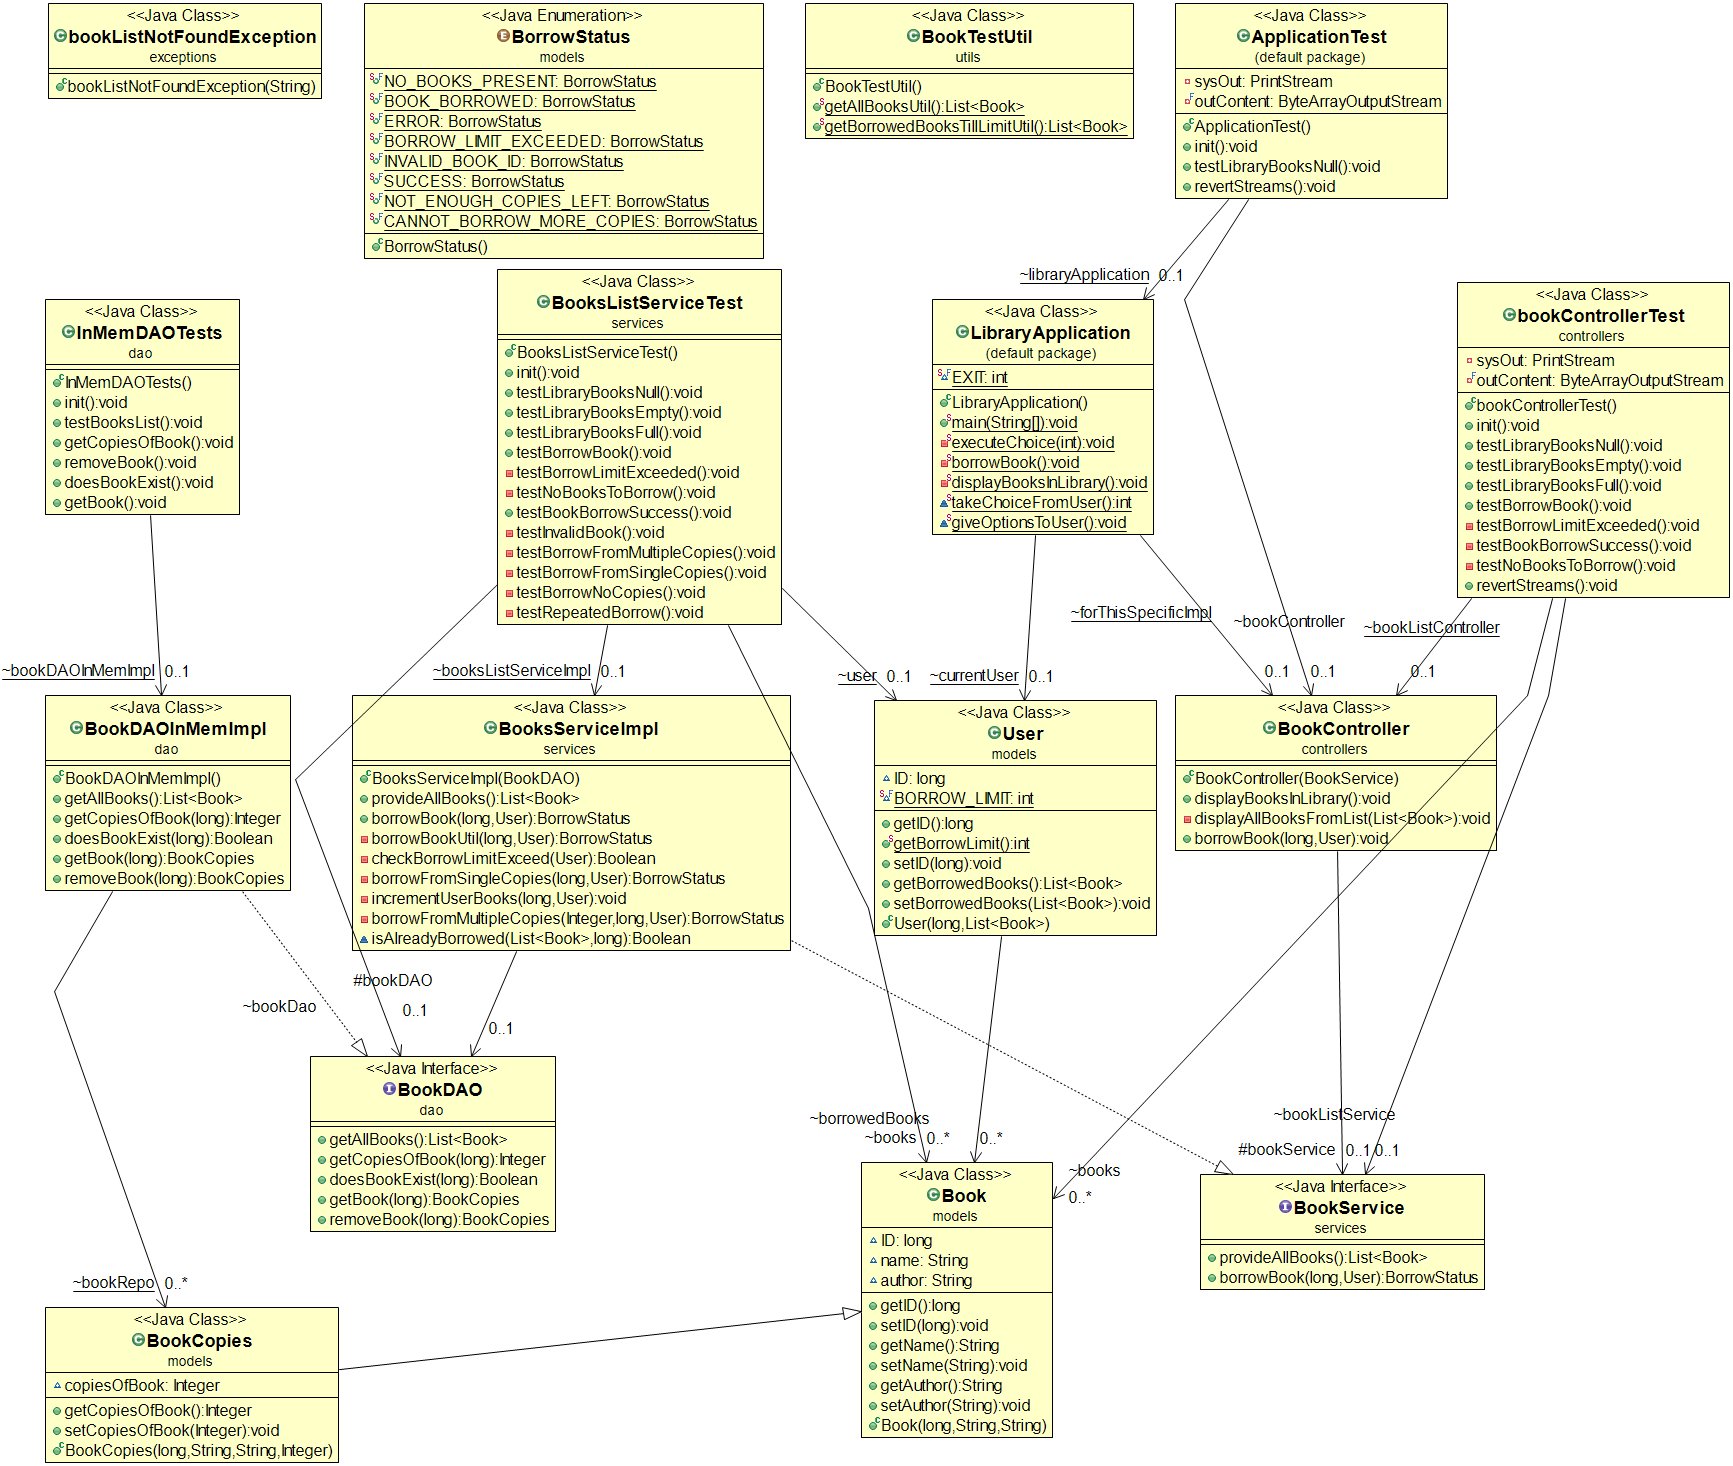 <<Java Class>>
bookListNotFoundException
exceptions
bookListNotFoundException(String)
<<Java Enumeration>>
BorrowStatus
models
NO_BOOKS_PRESENT: BorrowStatus
BOOK_BORROWED: BorrowStatus
ERROR: BorrowStatus
BORROW_LIMIT_EXCEEDED: BorrowStatus
INVALID_BOOK_ID: BorrowStatus
SUCCESS: BorrowStatus
NOT_ENOUGH_COPIES_LEFT: BorrowStatus
CANNOT_BORROW_MORE_COPIES: BorrowStatus
BorrowStatus()
<<Java Class>>
BookTestUtil
utils
BookTestUtil()
getAllBooksUtil():List<Book>
getBorrowedBooksTillLimitUtil():List<Book>
<<Java Class>>
ApplicationTest
(default package)
sysOut: PrintStream
outContent: ByteArrayOutputStream
ApplicationTest()
init():void
testLibraryBooksNull():void
revertStreams():void
~libraryApplication 0..1
<<Java Class>>
InMemDAOTests
dao
InMemDAOTests()
init():void
testBooksList():void
getCopiesOfBook():void
removeBook():void
doesBookExist():void
getBook():void
<<Java Class>>
BooksListServiceTest
services
BooksListServiceTest()
init():void
testLibraryBooksNull():void
testLibraryBooksEmpty():void
testLibraryBooksFull():void
testBorrowBook():void
testBorrowLimitExceeded():void
testNoBooksToBorrow():void
testBookBorrowSuccess():void
testInvalidBook():void
testBorrowFromMultipleCopies():void
testBorrowFromSingleCopies():void
testBorrowNoCopies():void
testRepeatedBorrow():void
<<Java Class>>
LibraryApplication
(default package)
EXIT: int
LibraryApplication()
main(String[]):void
executeChoice(int):void
borrowBook():void
displayBooksInLibrary():void
takeChoiceFromUser():int
giveOptionsToUser():void
<<Java Class>>
bookControllerTest
controllers
sysOut: PrintStream
outContent: ByteArrayOutputStream
bookControllerTest()
init():void
testLibraryBooksNull():void
testLibraryBooksEmpty():void
testLibraryBooksFull():void
testBorrowBook():void
testBorrowLimitExceeded():void
testBookBorrowSuccess():void
testNoBooksToBorrow():void
revertStreams():void
~bookDAOInMemImpl 0..1
~booksListServiceImpl 0..1
~user 0..1
~currentUser 0..1
~forThisSpecificImpl
0..1
~bookController
0..1
~bookListController
0..1
<<Java Class>>
BookDAOInMemImpl
dao
BookDAOInMemImpl()
getAllBooks():List<Book>
getCopiesOfBook(long):Integer
doesBookExist(long):Boolean
getBook(long):BookCopies
removeBook(long):BookCopies
<<Java Class>>
BooksServiceImpl
services
BooksServiceImpl(BookDAO)
provideAllBooks():List<Book>
borrowBook(long,User):BorrowStatus
borrowBookUtil(long,User):BorrowStatus
checkBorrowLimitExceed(User):Boolean
borrowFromSingleCopies(long,User):BorrowStatus
incrementUserBooks(long,User):void
borrowFromMultipleCopies(Integer,long,User):BorrowStatus
isAlreadyBorrowed(List<Book>,long):Boolean
<<Java Class>>
User
models
ID: long
BORROW_LIMIT: int
getID():long
getBorrowLimit():int
setID(long):void
getBorrowedBooks():List<Book>
setBorrowedBooks(List<Book>):void
User(long,List<Book>)
<<Java Class>>
BookController
controllers
BookController(BookService)
displayBooksInLibrary():void
displayAllBooksFromList(List<Book>):void
borrowBook(long,User):void
#bookDAO
~bookDao
0..1
0..1
<<Java Interface>>
BookDAO
dao
getAllBooks():List<Book>
getCopiesOfBook(long):Integer
doesBookExist(long):Boolean
getBook(long):BookCopies
removeBook(long):BookCopies
~borrowedBooks
~books 0..*
0..*
~books
0..*
~bookListService
#bookService 0..1 0..1
<<Java Class>>
Book
models
ID: long
name: String
author: String
getID():long
setID(long):void
getName():String
setName(String):void
getAuthor():String
setAuthor(String):void
Book(long,String,String)
<<Java Interface>>
BookService
services
provideAllBooks():List<Book>
borrowBook(long,User):BorrowStatus
~bookRepo 0..*
<<Java Class>>
BookCopies
models
copiesOfBook: Integer
getCopiesOfBook():Integer
setCopiesOfBook(Integer):void
BookCopies(long,String,String,Integer)